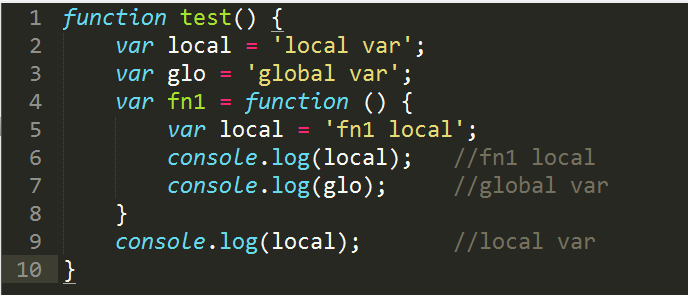 1 function test() {
2     var local = 'local var';
3     var glo = 'global var';
4     var fn1 = function () {
5         var local = 'fn1 local';
6         console.log(local);   //fn1 local
7         console.log(glo);     //global var
8     }
9     console.log(local);       //local var
10 }